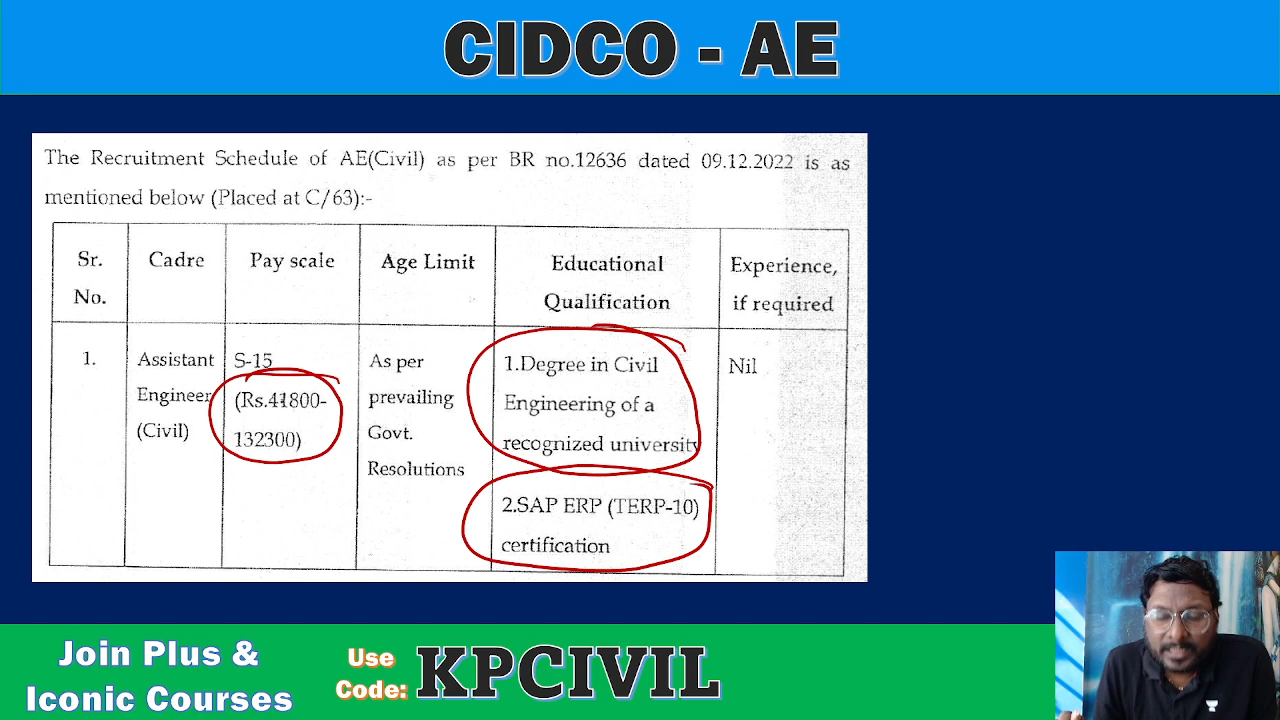 CIDCO - AE
The Recruitment Schedule of AE(Civil) as per BR no.12636 dated 09.12.2022 is as
mentioned below (Placed at C/63):-
Sr.
No.
Cadre
Pay scale
Age Limit
Educational
Qualification
Experience,
if required
1.
Assistant
Engineer
(Civil)
S-15
(Rs.41800-
132300)
As per
prevailing
Govt.
Resolutions
1.Degree in Civil
Engineering of a
recognized university
2.SAP ERP (TERP-10)
certification
Nil
Join Plus &
Iconic Courses
Use
Code:
KPCIVIL